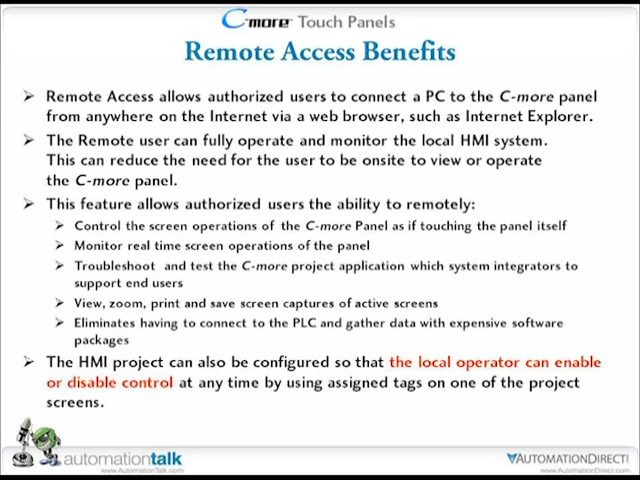 C-more Touch Panels
Remote Access Benefits
➢ Remote Access allows authorized users to connect a PC to the C-more panel
from anywhere on the Internet via a web browser, such as Internet Explorer.
➢ The Remote user can fully operate and monitor the local HMI system.
This can reduce the need for the user to be onsite to view or operate
the C-more panel.
➢ This feature allows authorized users the ability to remotely:
➢ Control the screen operations of the C-more Panel as if touching the panel itself
➢ Monitor real time screen operations of the panel
➢ Troubleshoot and test the C-more project application which system integrators to
support end users
➢ View, zoom, print and save screen captures of active screens
➢ Eliminates having to connect to the PLC and gather data with expensive software
packages
➢ The HMI project can also be configured so that the local operator can enable
or disable control at any time by using assigned tags on one of the project
screens.
automationtalk
www.AutomationTalk.com
AUTOMATIONDIRECT
www.AutomationDirect.com